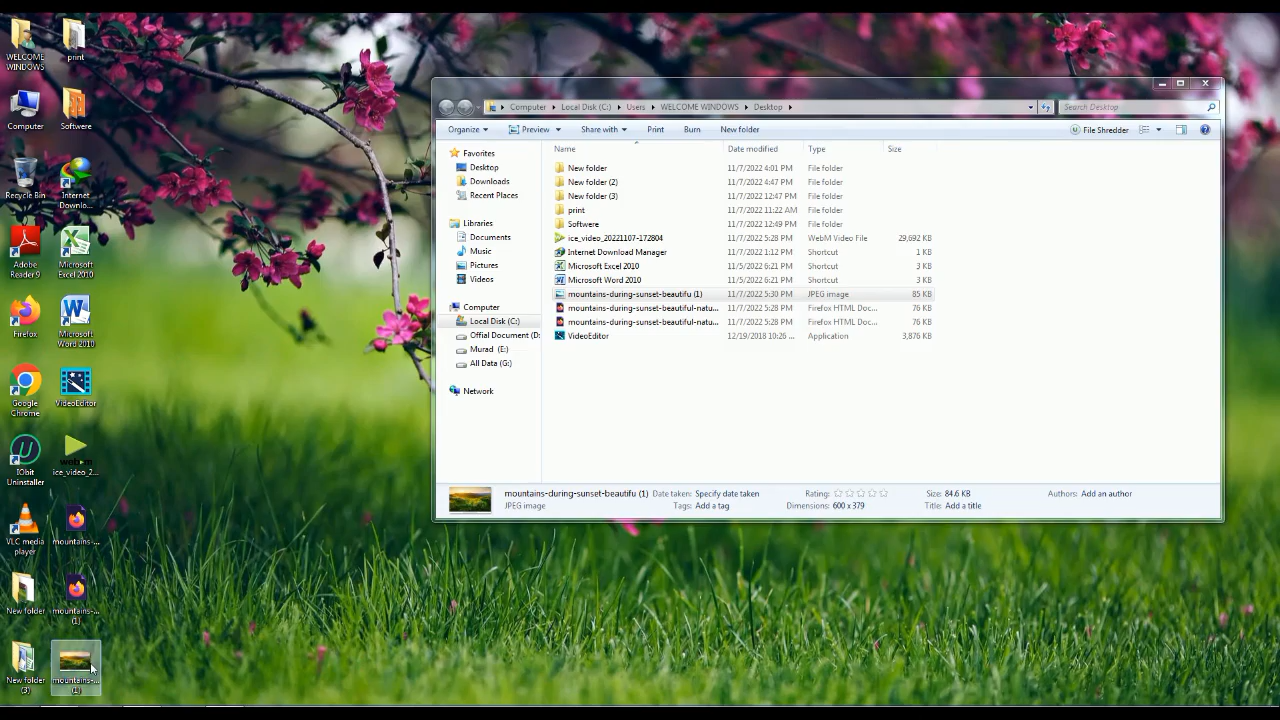 WELCOME
WINDOWS
print
Computer
Software
Recycle Bin
Internet
Downlo...
Adobe
Reader 9
Microsoft
Excel 2010
Firefox
Microsoft
Word 2010
Google
Chrome
VideoEditor
IObit
Uninstaller
ice_video_2...
VLC media
player
mountains-...
New folder
mountains-...
(1)
New folder
(3)
mountains-...
(1)
Computer Local Disk (C:) Users WELCOME WINDOWS Desktop
Search Desktop
Organize Preview Share with Print Burn New folder File Shredder
Favorites
Desktop
Downloads
Recent Places
Libraries
Documents
Music
Pictures
Videos
Computer
Local Disk (C:)
Offial Document (D:
Murad (E:)
All Data (G:)
Network
Name Date modified Type Size
New folder 11/7/2022 4:01 PM File folder
New folder (2) 11/7/2022 4:47 PM File folder
New folder (3) 11/7/2022 12:47 PM File folder
print 11/7/2022 11:22 AM File folder
Softwere 11/7/2022 12:49 PM File folder
ice_video_20221107-172804 11/7/2022 5:28 PM WebM Video File 29,692 KB
Internet Download Manager 11/7/2022 1:12 PM Shortcut 1 KB
Microsoft Excel 2010 11/5/2022 6:21 PM Shortcut 3 KB
Microsoft Word 2010 11/5/2022 6:21 PM Shortcut 3 KB
mountains-during-sunset-beautifu (1) 11/7/2022 5:30 PM JPEG image 85 KB
mountains-during-sunset-beautiful-natu... 11/7/2022 5:28 PM Firefox HTML Doc... 76 KB
mountains-during-sunset-beautiful-natu... 11/7/2022 5:28 PM Firefox HTML Doc... 76 KB
VideoEditor 12/19/2018 10:26 ... Application 3,876 KB
mountains-during-sunset-beautifu (1) Date taken: Specify date taken Rating: Size: 84.6 KB Authors: Add an author
JPEG image Tags: Add a tag Dimensions: 600 x 379 Title: Add a title